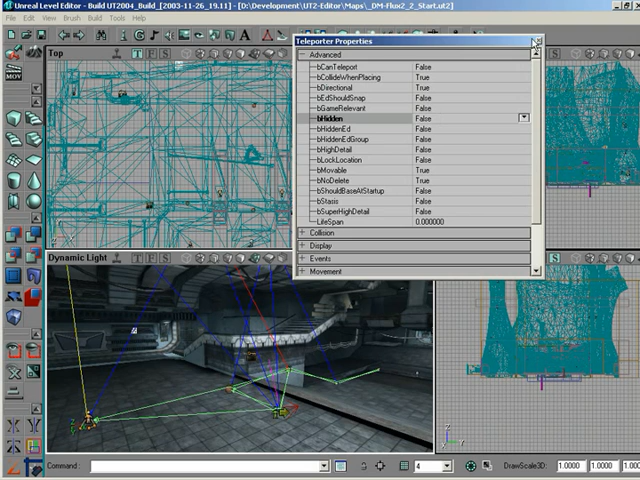 Unreal Level Editor - Build UT2004_Build_[2003-11-26_19.11] - [D:\Development\UT2-Editor\Maps\_DM-Flux2_2_Start.ut2]
File Edit View Brush Build Tools Help
Teleporter Properties
Top
Advanced
bCanTeleport False
bCollideWhenPlacing True
bDirectional True
bEdShouldSnap False
bGameRelevant False
bHidden False
bHiddenEd False
bHiddenEdGroup False
bHighDetail False
bLockLocation False
bMovable True
bNoDelete True
bShouldBaseAtStartup False
bStasis False
bSuperHighDetail False
LifeSpan 0.000000
Collision
Display
Events
Movement
Dynamic Light
MOV
Command :
4
DrawScale3D: 1.0000 1.0000